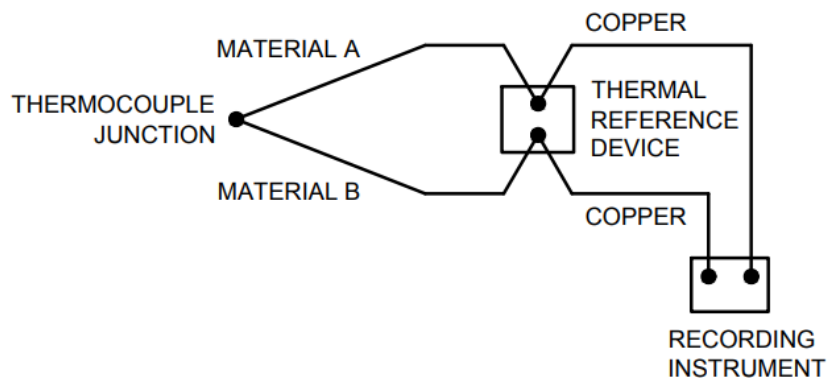 COPPER
MATERIAL A
THERMOCOUPLE
JUNCTION
THERMAL
REFERENCE
DEVICE
MATERIAL B
COPPER
RECORDING
INSTRUMENT